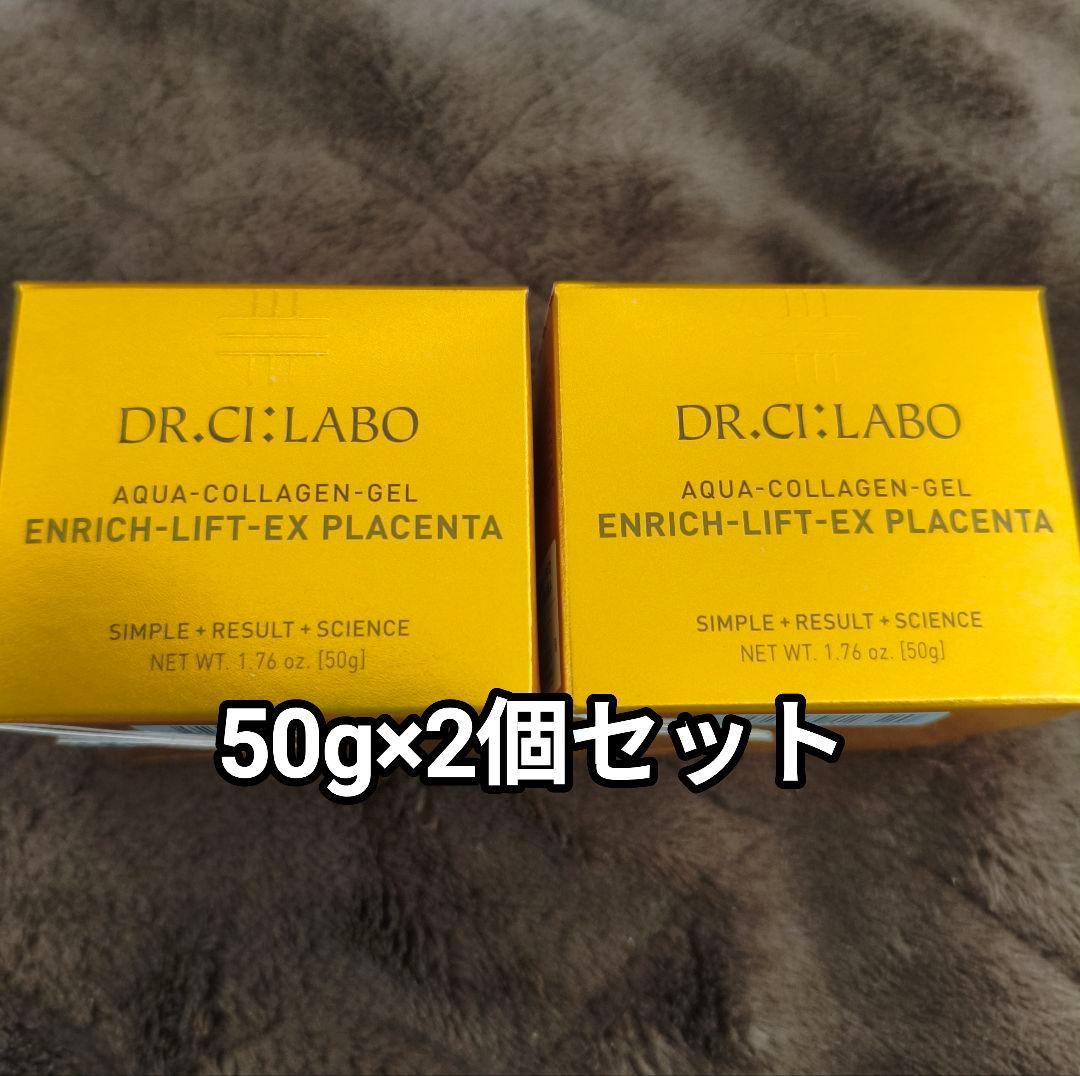 DR.CI:LABO
AQUA-COLLAGEN-GEL
ENRICH-LIFT-EX PLACENTA
SIMPLE+RESULT+SCIENCE
NET WT. 1.76 oz. [50g]
DR.CI:LABO
AQUA-COLLAGEN-GEL
ENRICH-LIFT-EX PLACENTA
SIMPLE+RESULT+SCIENCE
NET WT. 1.76 oz. [50g]
50g×2個セット